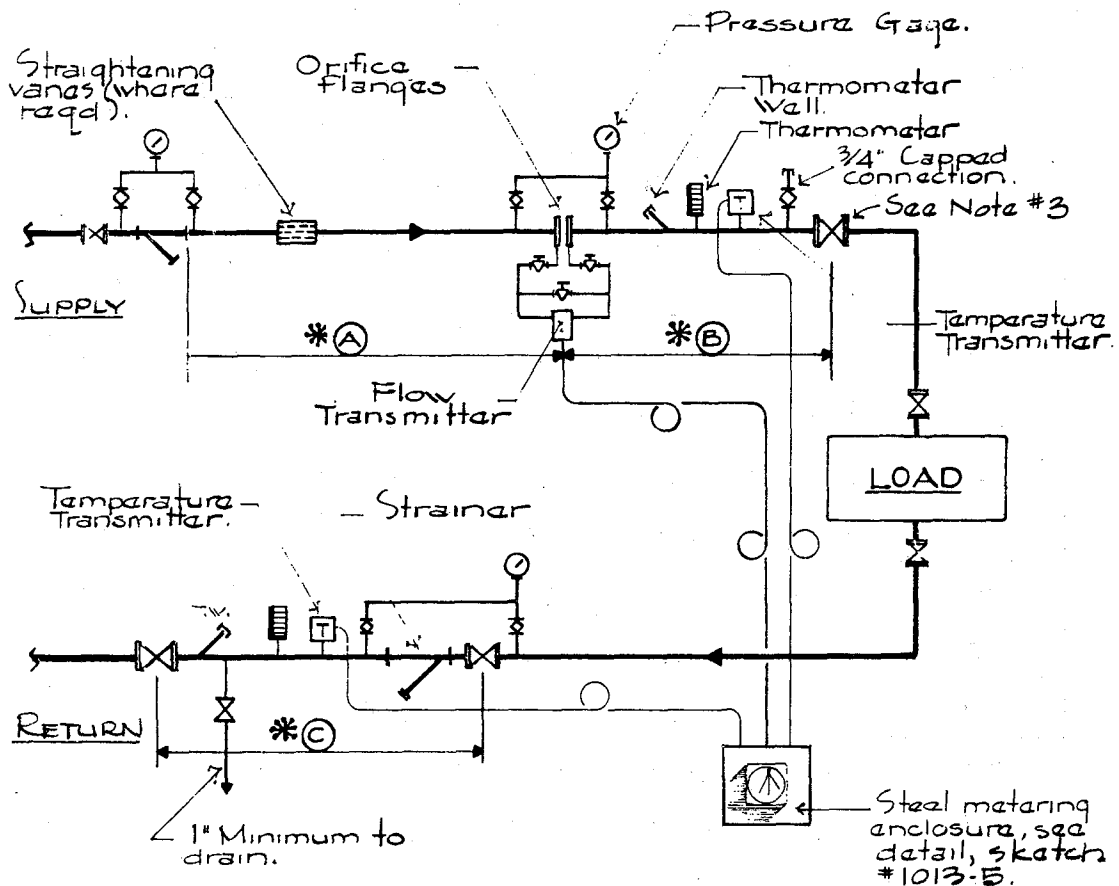 Pressure Gage.
Straightening
vanes (where
reqd).
Orifice
flanges
Thermometer
Well.
Thermometer
3/4" Capped
connection.
See Note #3
T
SUPPLY
*A
*B
Temperature
Transmitter.
Flow
Transmitter
LOAD
Temperature
Transmitter.
Strainer
T.W.
T
RETURN
*C
1" Minimum to
drain.
Steel metering
enclosure, see
detail, sketch
#1013-5.